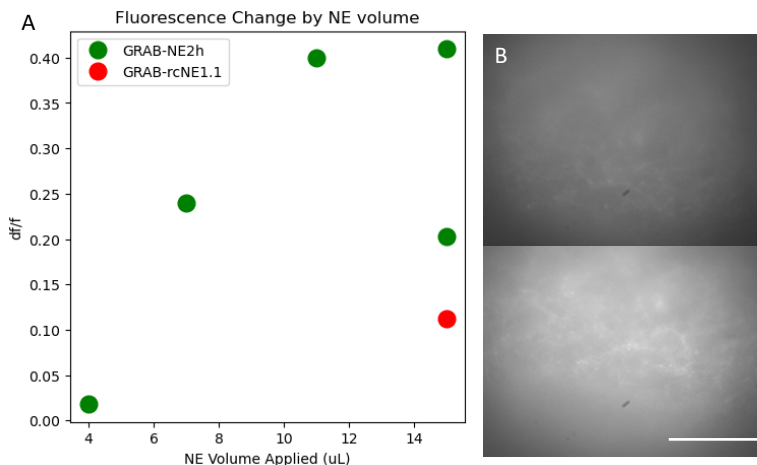 A
Fluorescence Change by NE volume
GRAB-NE2h
GRAB-rcNE1.1
0.40
0.35
0.30
0.25
0.20
0.15
0.10
0.05
0.00
df/f
4
6
8
10
12
14
NE Volume Applied (uL)
B